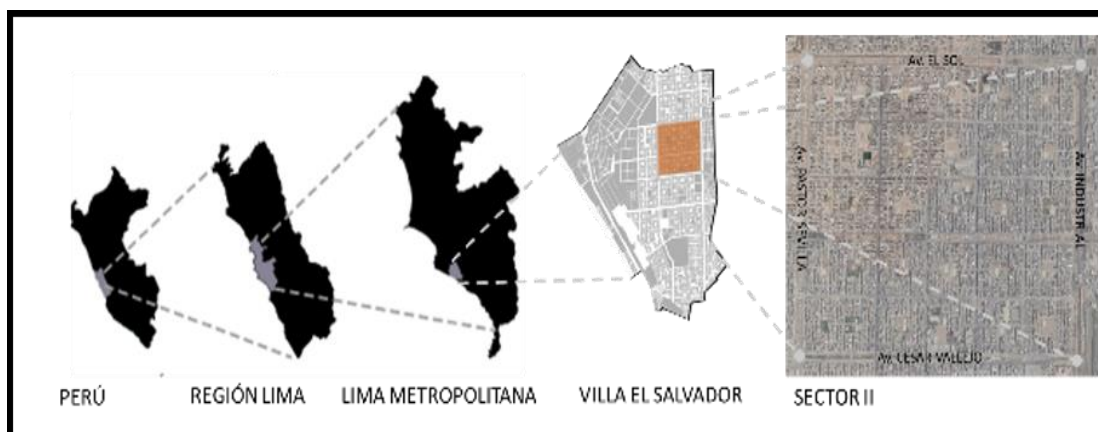 Av. EL SOL
Av. PASTOR SEVILLA
Av. INDUSTRIAL
Av. CESAR VALLEJO
PERÚ
REGIÓN LIMA
LIMA METROPOLITANA
VILLA EL SALVADOR
SECTOR II